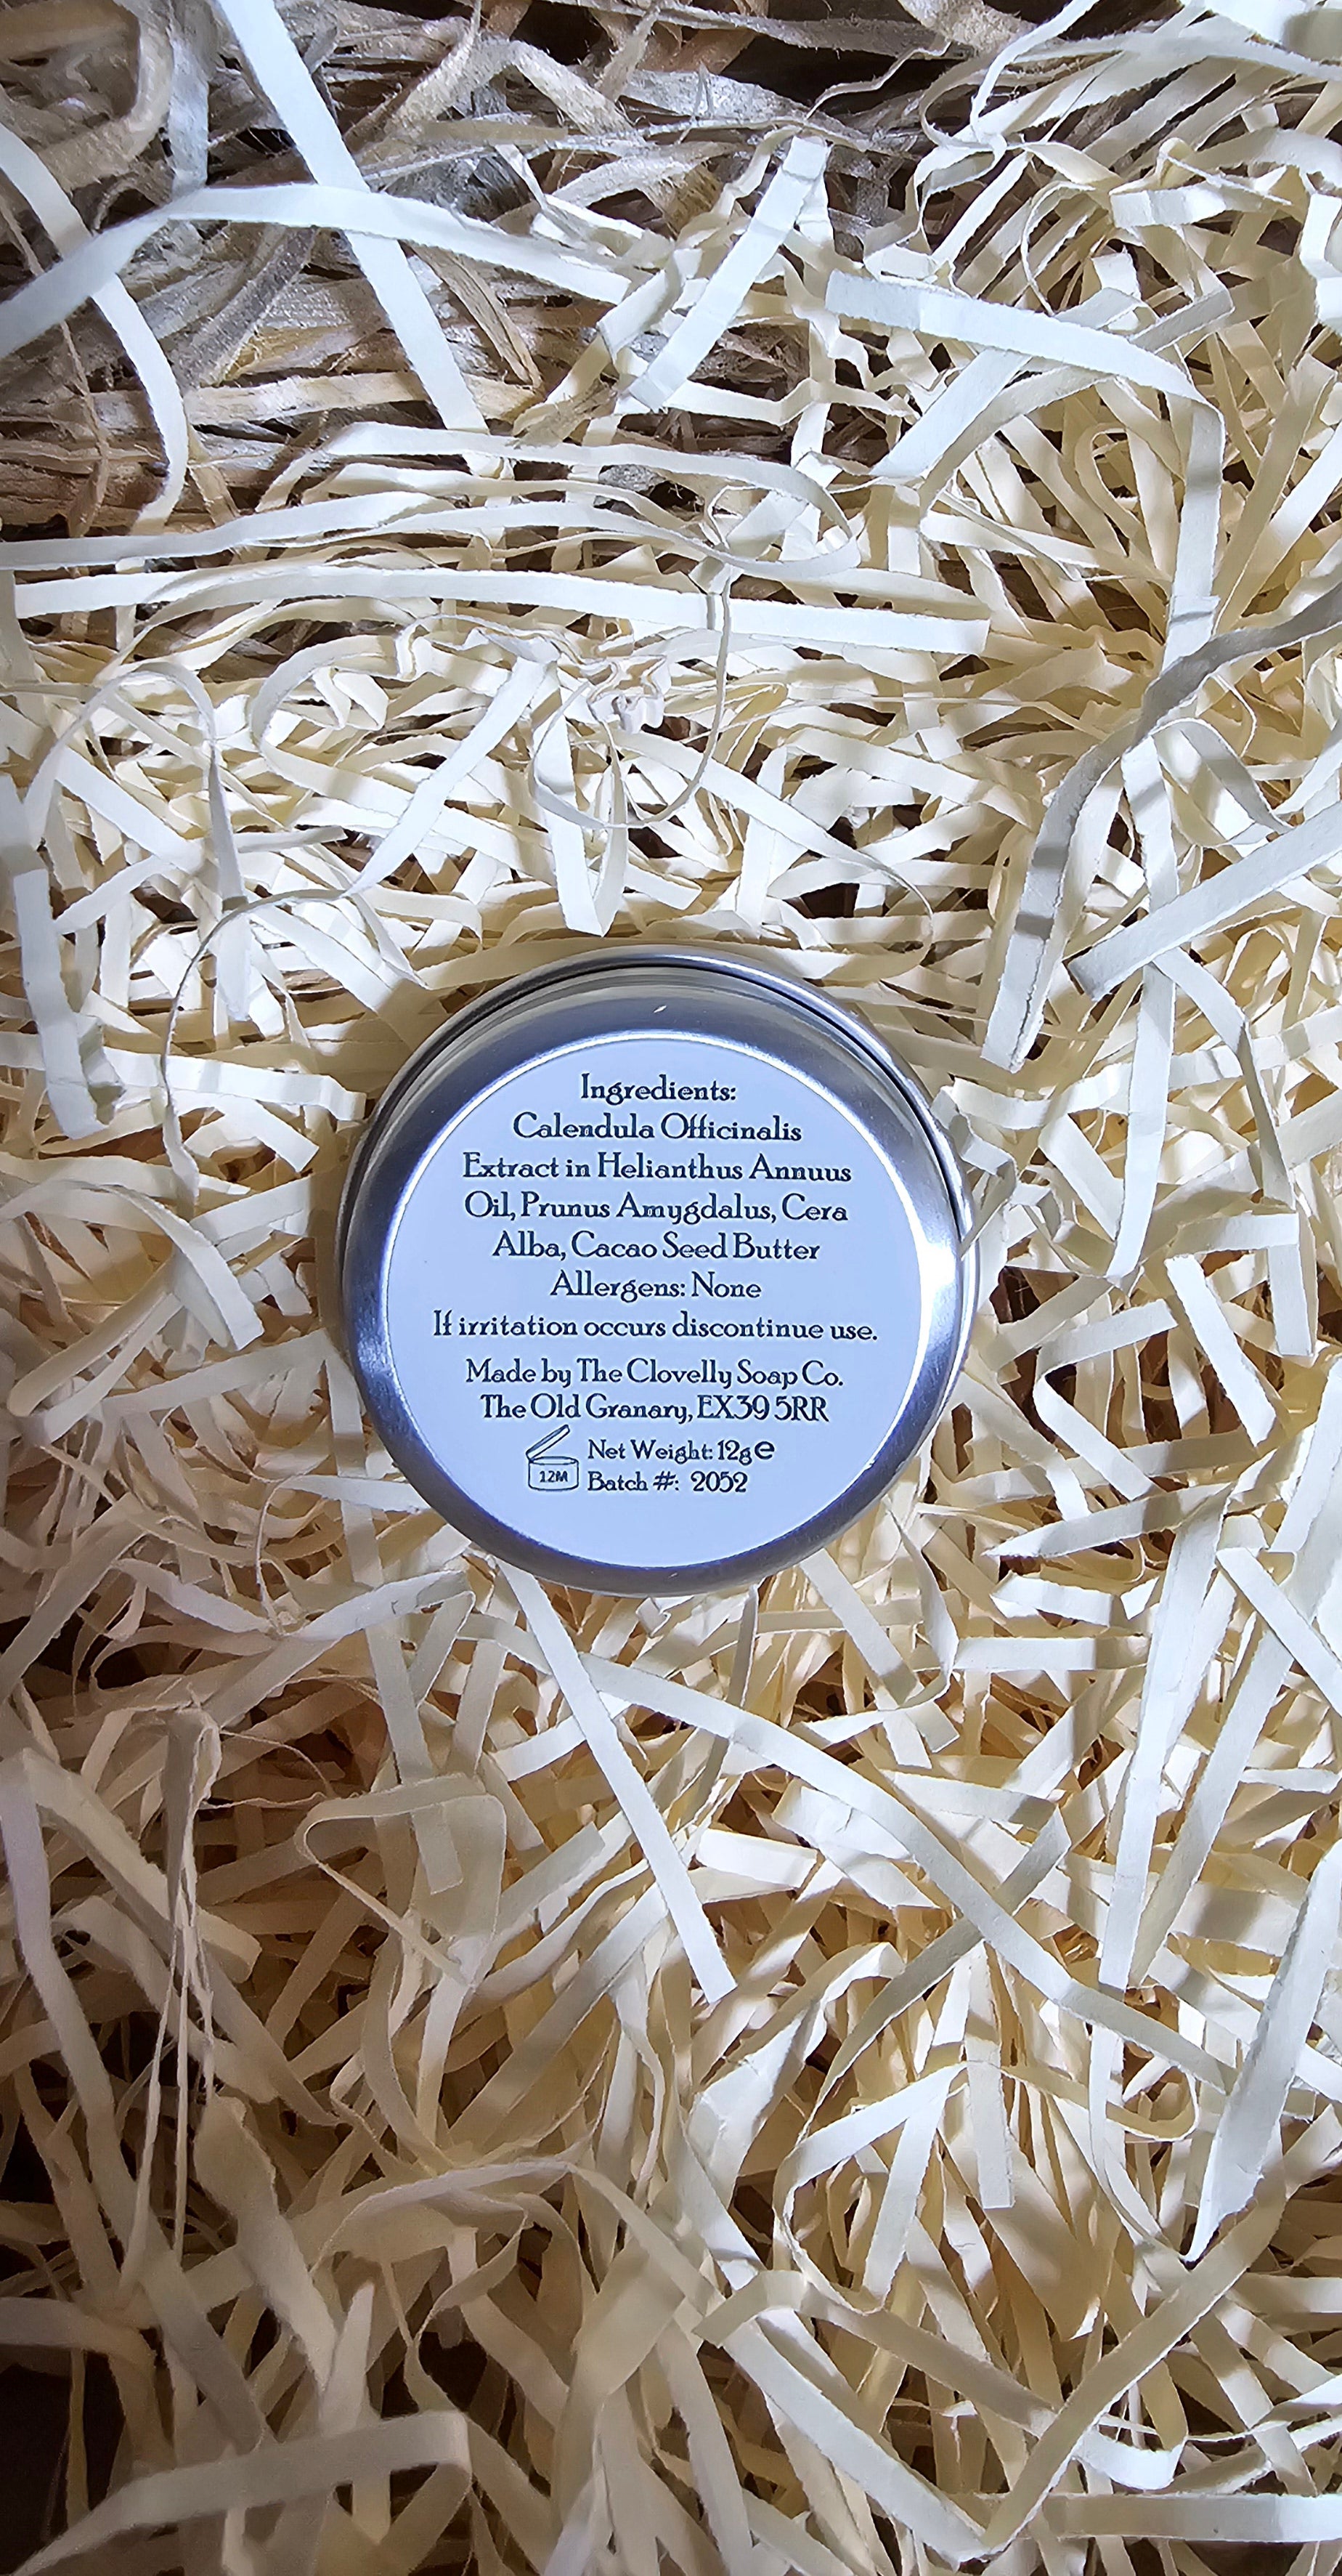 Ingredients:
Calendula Officinalis
Extract in Helianthus Annuus
Oil, Prunus Amygdalus, Cera
Alba, Cacao Seed Butter
Allergens: None
If irritation occurs discontinue use.
Made by The Clovelly Soap Co.
The Old Granary, EX39 5RR
Net Weight: 12g e
12M
Batch #: 2052